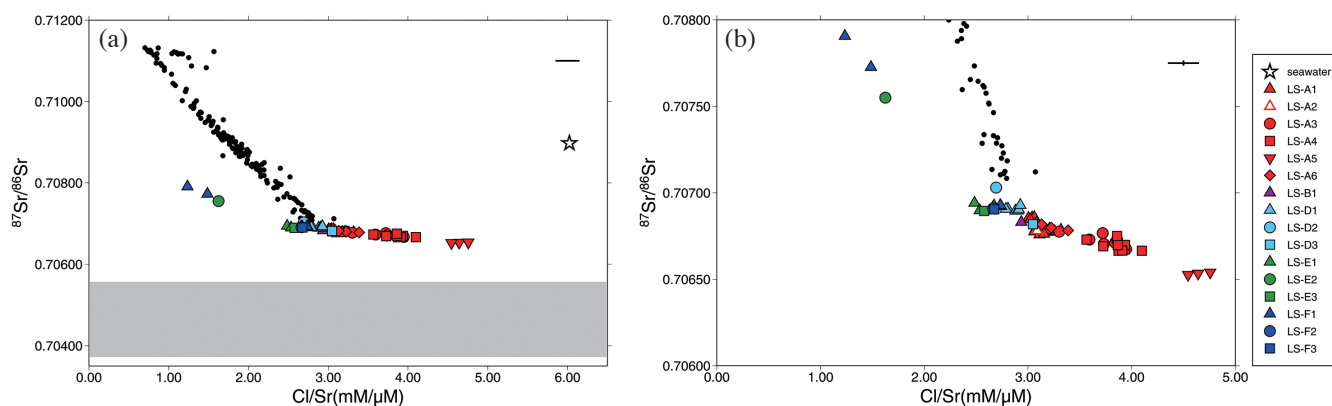 (a)
0.71200
0.71000
0.70800
0.70600
0.70400
⁸⁷Sr/⁸⁶Sr
0.00 1.00 2.00 3.00 4.00 5.00 6.00
Cl/Sr(mM/μM)
(b)
0.70800
0.70750
0.70700
0.70650
0.70600
⁸⁷Sr/⁸⁶Sr
0.00 1.00 2.00 3.00 4.00 5.00
Cl/Sr(mM/μM)
seawater
LS-A1
LS-A2
LS-A3
LS-A4
LS-A5
LS-A6
LS-B1
LS-D1
LS-D2
LS-D3
LS-E1
LS-E2
LS-E3
LS-F1
LS-F2
LS-F3